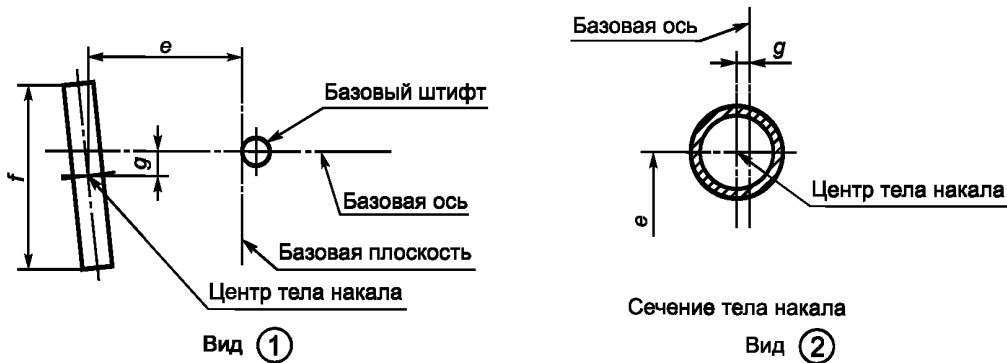 e
Базовый штифт
f
g
Базовая ось
Базовая плоскость
Центр тела накала
Вид 1
Базовая ось
g
Центр тела накала
e
Сечение тела накала
Вид 2